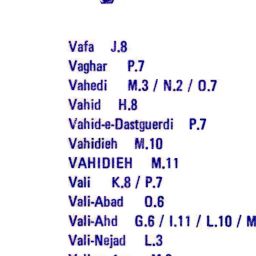 Vafa J.8
Vaghar P.7
Vahedi M.3 / N.2 / O.7
Vahid H.8
Vahid-e-Dastguerdi P.7
Vahidieh M.10
VAHIDIEH M.11
Vali K.8 / P.7
Vali-Abad O.6
Vali-Ahd G.6 / I.11 / L.10 / M
Vali-Nejad L.3